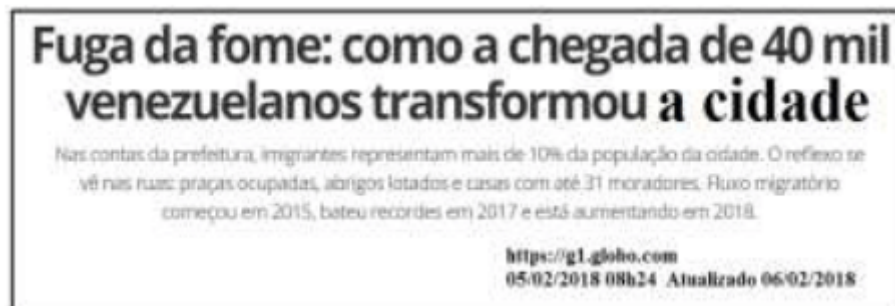 Fuga da fome: como a chegada de 40 mil
venezuelanos transformou a cidade
Nas contas da prefeitura, imigrantes representam mais de 10% da população da cidade. O reflexo se
vê nas ruas: praças ocupadas, abrigos lotados e casas com até 31 moradores. Fluxo migratório
começou em 2015, bateu recordes em 2017 e está aumentando em 2018.
https://g1.globo.com
05/02/2018 08h24 Atualizado 06/02/2018